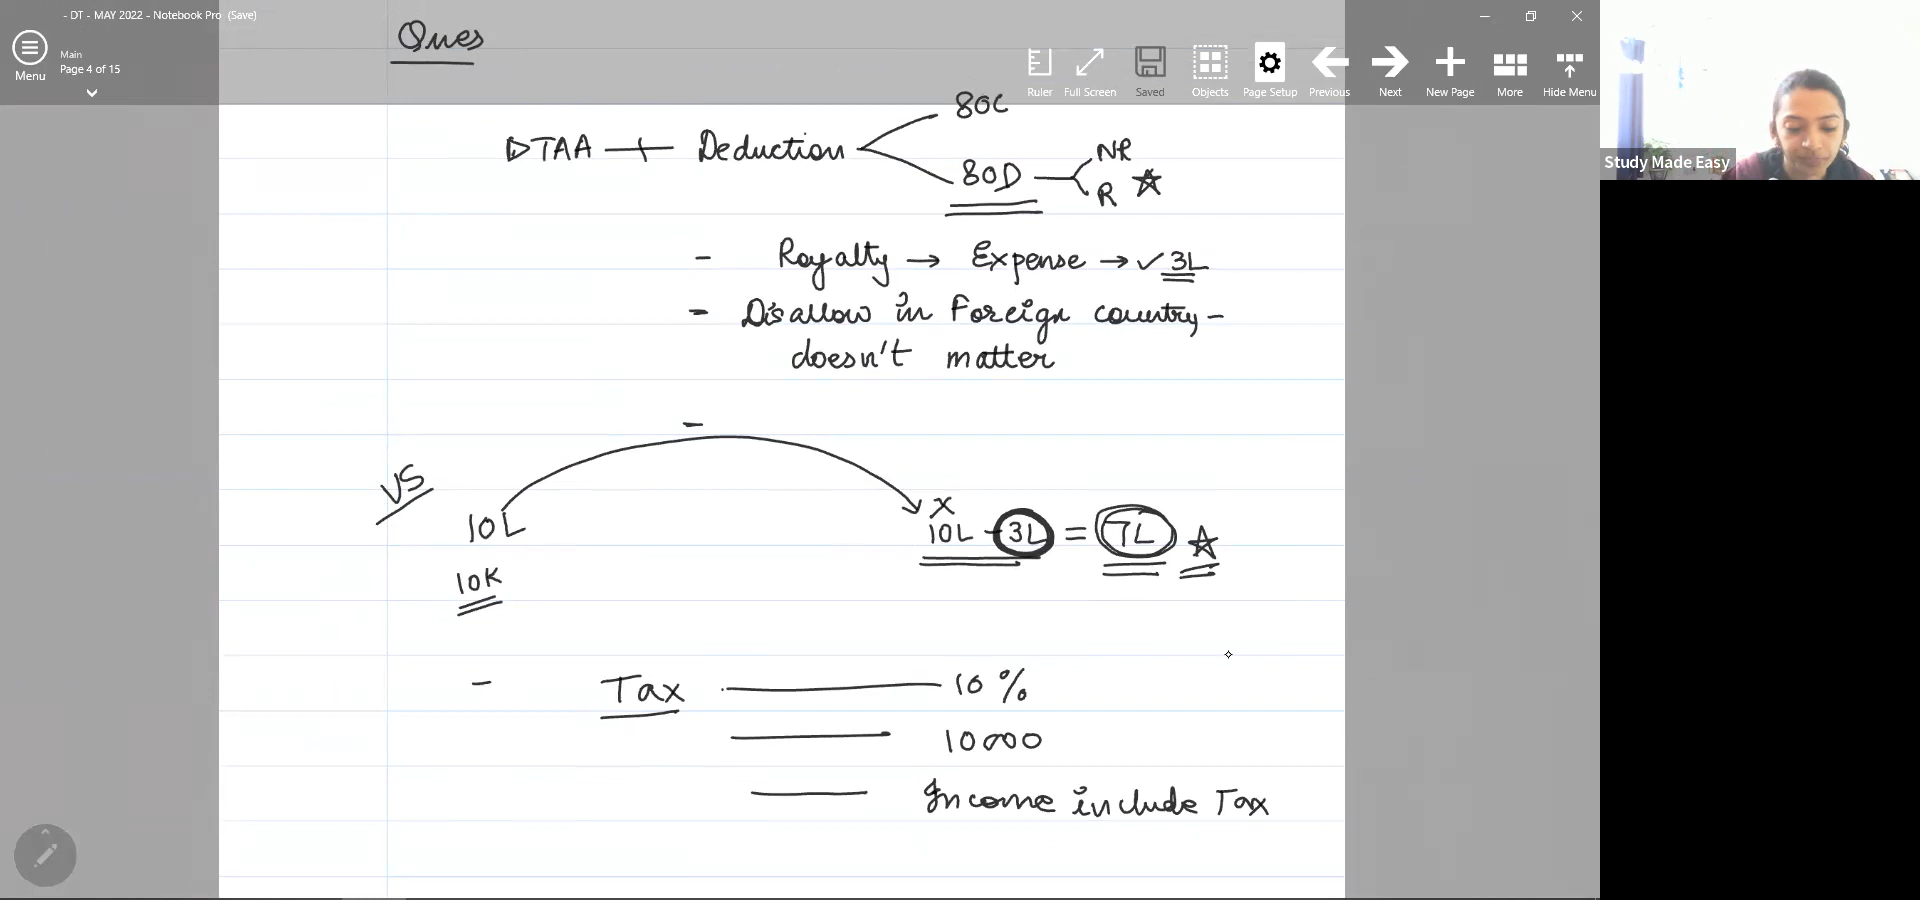 - DT - MAY 2022 - Notebook Pro (Save)
Menu
Main
Page 4 of 15
Ruler
Full Screen
Saved
Objects
Page Setup
Previous
Next
New Page
More
Hide Menu
Study Made Easy
Ques
DTAA + Deduction
80C
80D
NR
R
- Royalty → Expense → ✓ 3L
- Disallow in Foreign country -
doesn't matter
-
VS
10L
10K
X
10L - 3L = 7L
- Tax 10 %
10000
Income include Tax